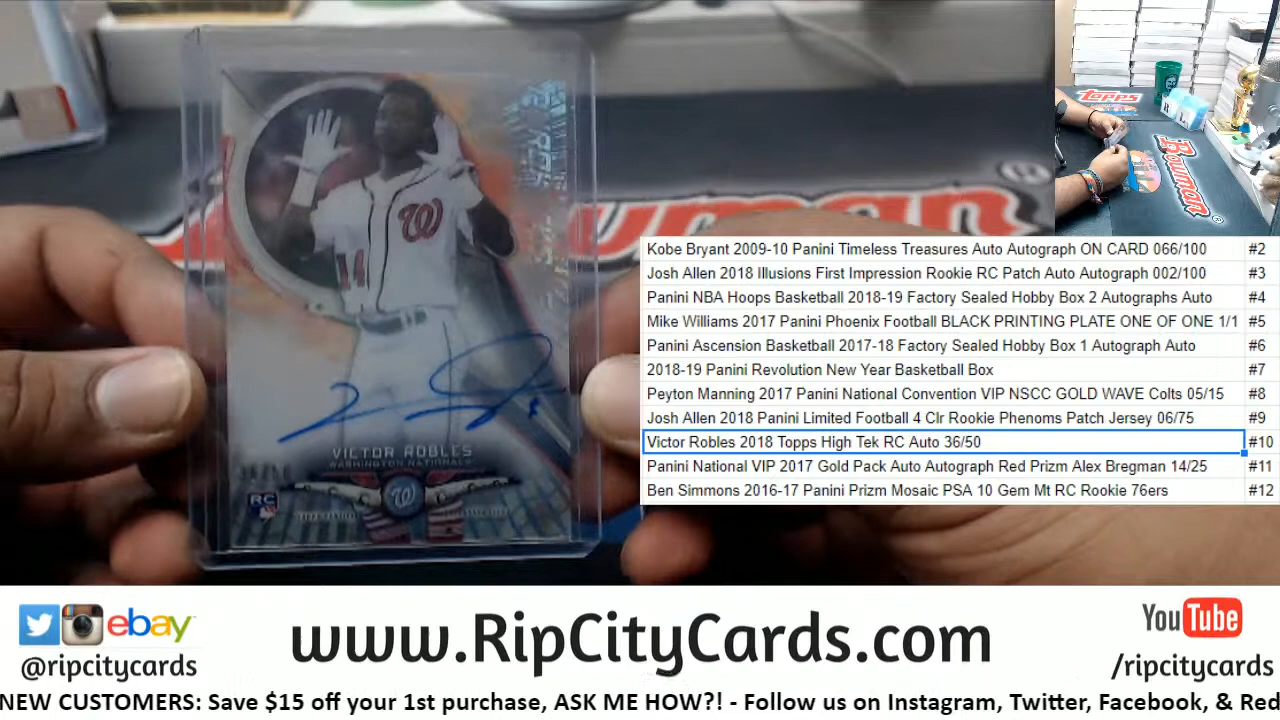 W
14
VICTOR ROBLES
WASHINGTON NATIONALS
RC
W
Bowman
topps
Bowman
Kobe Bryant 2009-10 Panini Timeless Treasures Auto Autograph ON CARD 066/100 #2
Josh Allen 2018 Illusions First Impression Rookie RC Patch Auto Autograph 002/100 #3
Panini NBA Hoops Basketball 2018-19 Factory Sealed Hobby Box 2 Autographs Auto #4
Mike Williams 2017 Panini Phoenix Football BLACK PRINTING PLATE ONE OF ONE 1/1 #5
Panini Ascension Basketball 2017-18 Factory Sealed Hobby Box 1 Autograph Auto #6
2018-19 Panini Revolution New Year Basketball Box #7
Peyton Manning 2017 Panini National Convention VIP NSCC GOLD WAVE Colts 05/15 #8
Josh Allen 2018 Panini Limited Football 4 Clr Rookie Phenoms Patch Jersey 06/75 #9
Victor Robles 2018 Topps High Tek RC Auto 36/50 #10
Panini National VIP 2017 Gold Pack Auto Autograph Red Prizm Alex Bregman 14/25 #11
Ben Simmons 2016-17 Panini Prizm Mosaic PSA 10 Gem Mt RC Rookie 76ers #12
ebay
@ripcitycards
www.RipCityCards.com
YouTube
/ripcitycards
NEW CUSTOMERS: Save $15 off your 1st purchase, ASK ME HOW?! - Follow us on Instagram, Twitter, Facebook, & Red